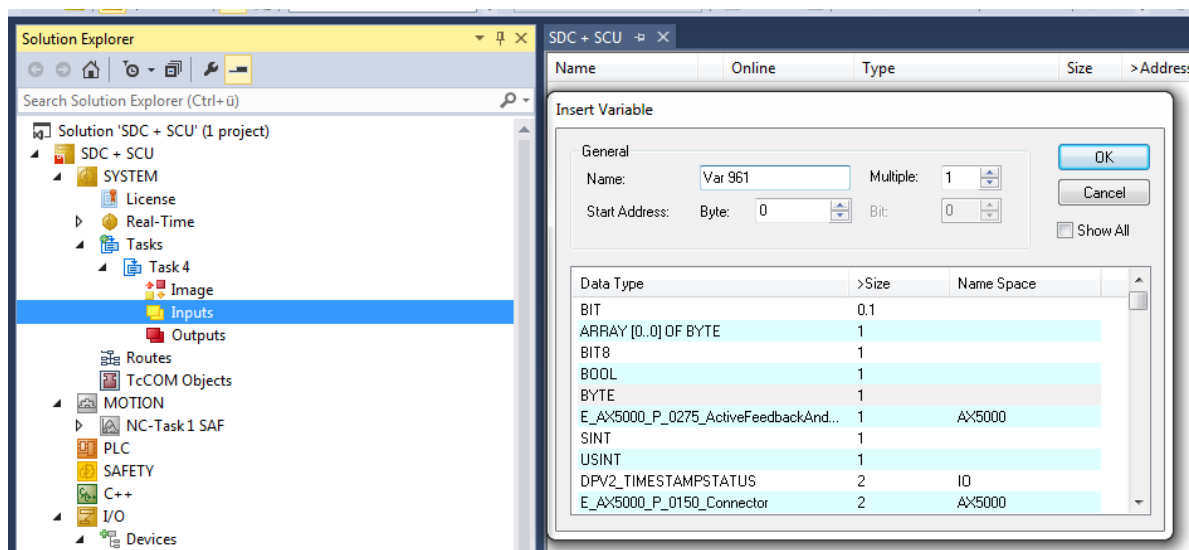 Solution Explorer
Search Solution Explorer (Ctrl+ü)
Solution 'SDC + SCU' (1 project)
SDC + SCU
SYSTEM
License
Real-Time
Tasks
Task 4
Image
Inputs
Outputs
Routes
TcCOM Objects
MOTION
NC-Task 1 SAF
PLC
SAFETY
C++
I/O
Devices
SDC + SCU
Name Online Type Size >Address
Insert Variable
General
Name: Var 961 Multiple: 1
Start Address: Byte: 0 Bit: 0
OK
Cancel
Show All
Data Type >Size Name Space
BIT 0.1
ARRAY [0..0] OF BYTE 1
BIT8 1
BOOL 1
BYTE 1
E_AX5000_P_0275_ActiveFeedbackAnd... 1 AX5000
SINT 1
USINT 1
DPV2_TIMESTAMPSTATUS 2 IO
E_AX5000_P_0150_Connector 2 AX5000